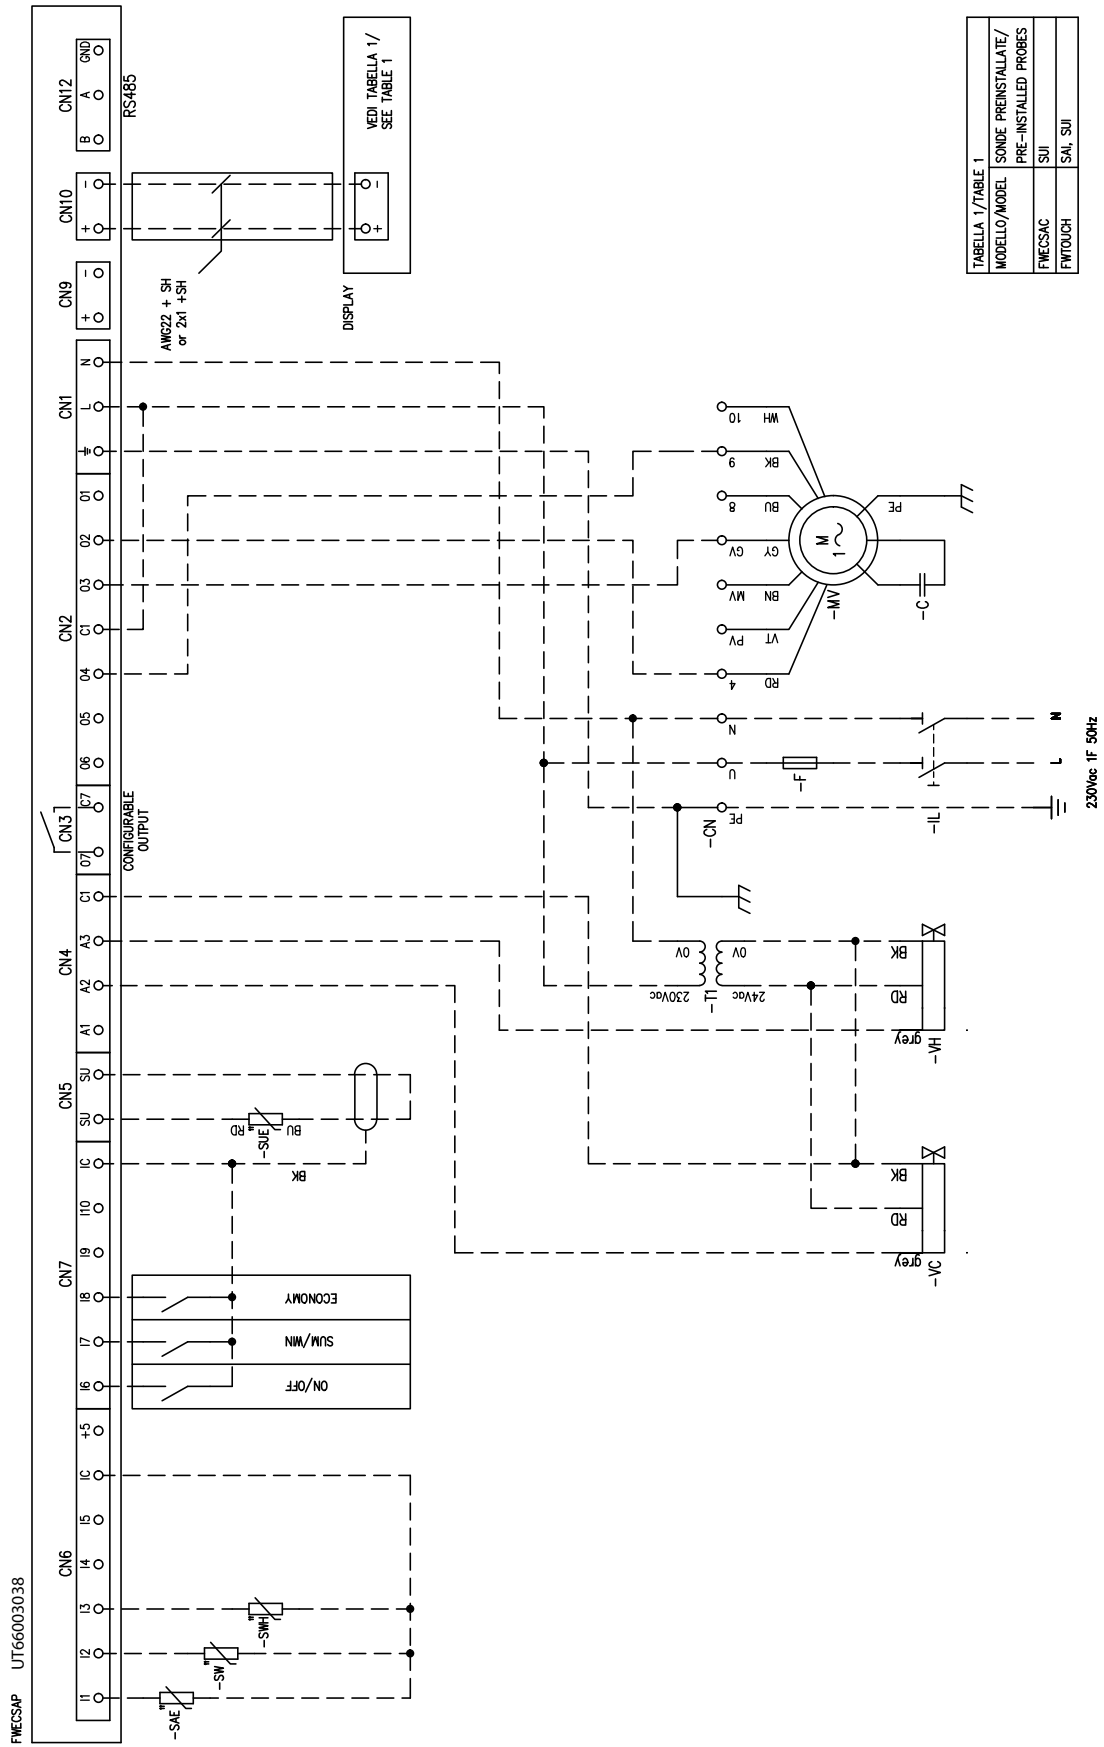 FWECSAP UT66003038
CN6
I1
I2
I3
I4
I5
IC
+5
CN7
I6
I7
I8
I9
I10
IC
CN5
SU
SU
CN4
A1
A2
A3
C1
CN3
O7
C7
CONFIGURABLE
OUTPUT
CN2
O6
O5
O4
C1
O3
O2
O1
CN1
L
N
CN9
+
-
CN10
+
-
CN12
B
A
GND
RS485
-SAE
-SW
-SWH
ON/OFF
SUM/WIN
ECONOMY
BK
RD
BU
-SUE
AWG22 + SH
or 2x1 +SH
DISPLAY
+
-
VEDI TABELLA 1/
SEE TABLE 1
-VC
grey
RD
BK
-VH
grey
RD
BK
-T1
230Vac
0V
24Vac
0V
-CN
PE
U
N
4
PV
MV
GV
8
9
10
RD
VT
BN
GY
BU
BK
WH
-F
-IL
M
1
-MV
-C
PE
L
N
230Vac 1F 50Hz
TABELLA 1/TABLE 1
MODELLO/MODEL
SONDE PREINSTALLATE/
PRE-INSTALLED PROBES
FWECSAC
SUI
FWTOUCH
SAI, SUI